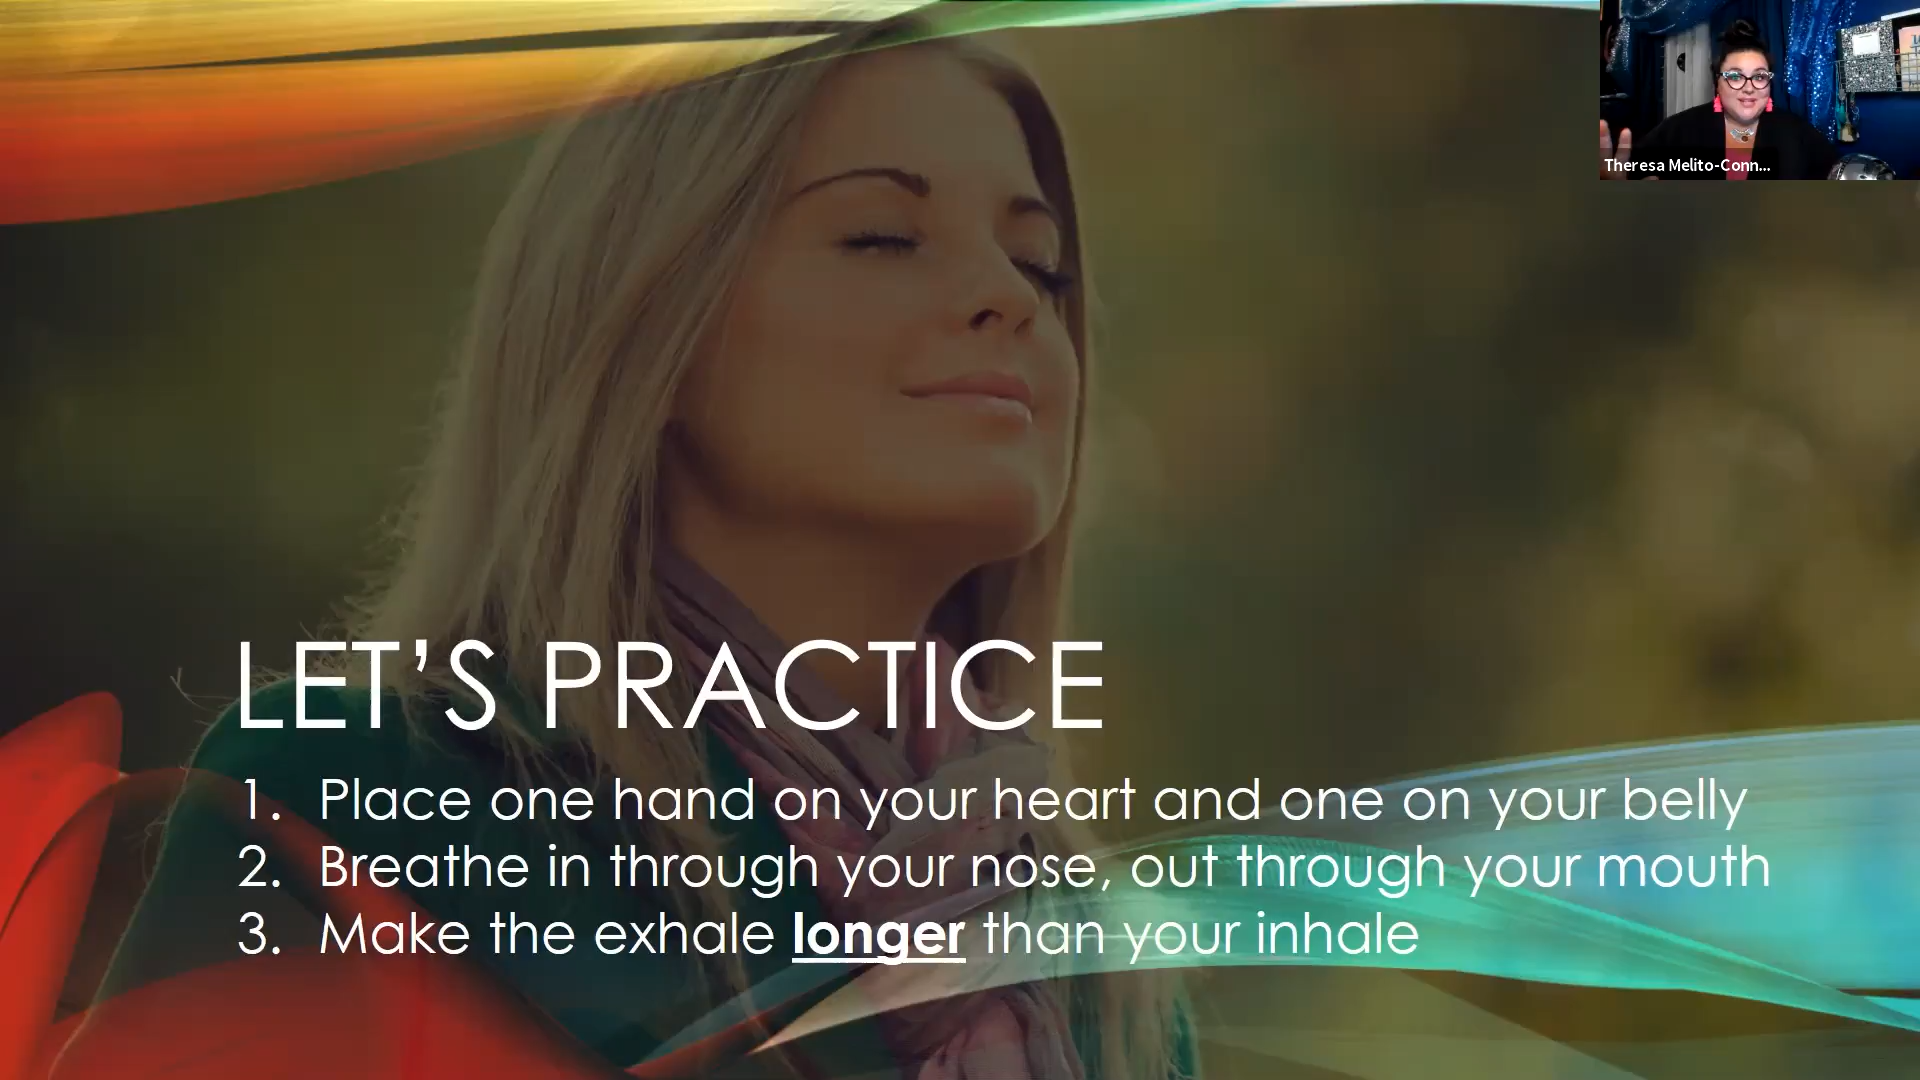 Theresa Melito-Conn...
LET’S PRACTICE
1. Place one hand on your heart and one on your belly
2. Breathe in through your nose, out through your mouth
3. Make the exhale longer than your inhale